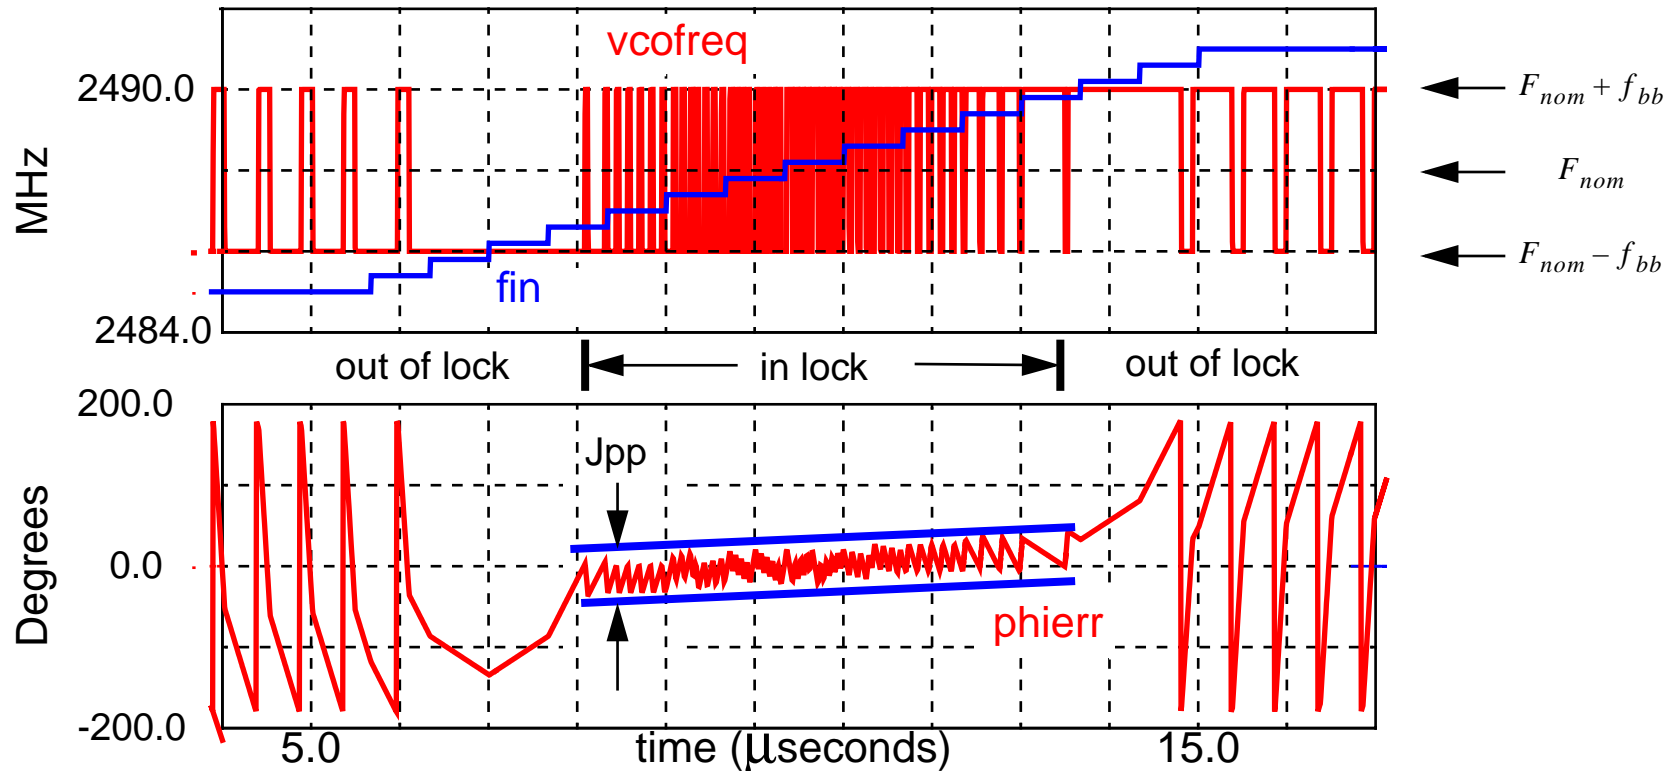 vcofreq
2490.0
F_nom + f_bb
MHz
F_nom
fin
F_nom – f_bb
2484.0
out of lock
in lock
out of lock
200.0
Jpp
Degrees
0.0
phierr
-200.0
5.0
time (μseconds)
15.0